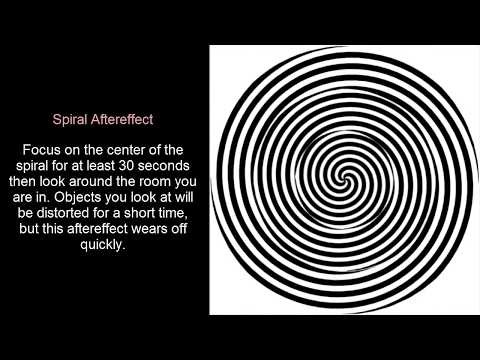 Spiral Aftereffect
Focus on the center of the
spiral for at least 30 seconds
then look around the room you
are in. Objects you look at will
be distorted for a short time,
but this aftereffect wears off
quickly.